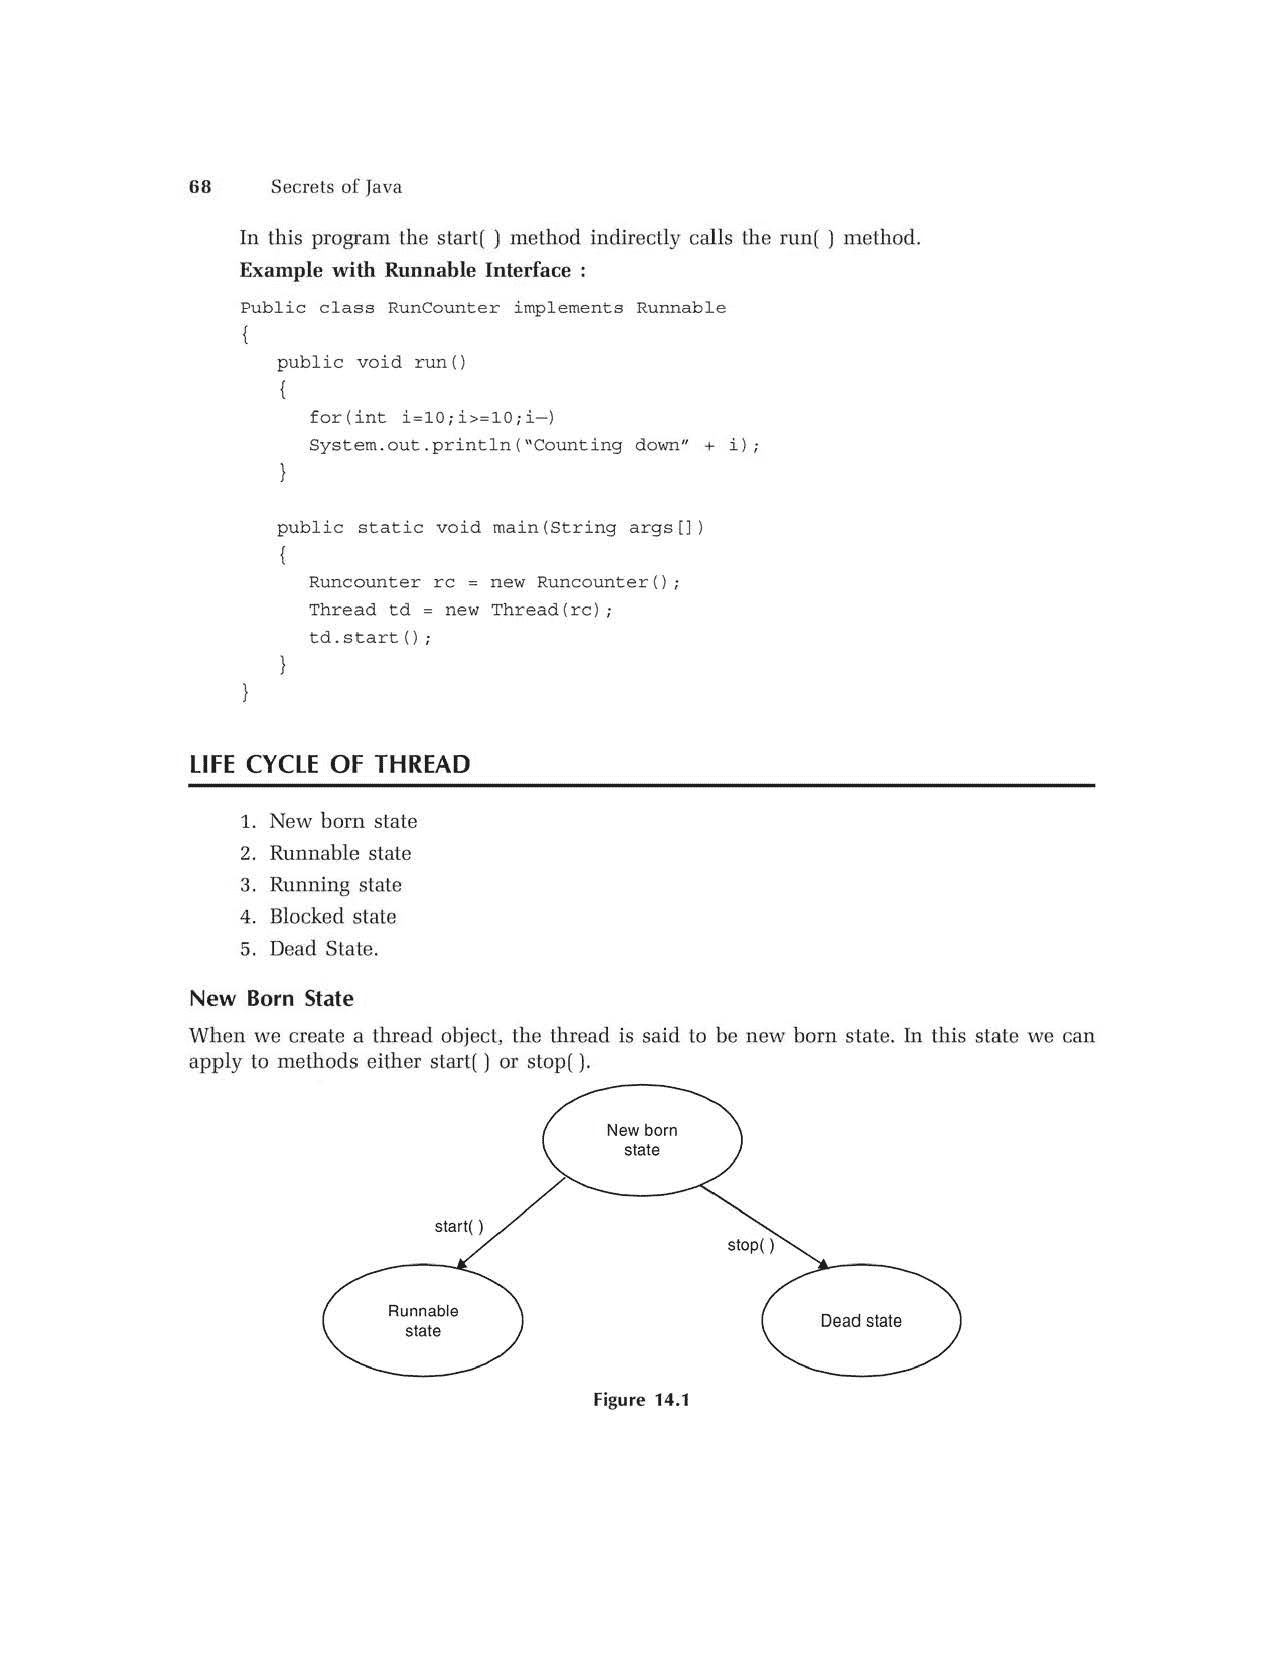 68 Secrets of Java
In this program the start( ) method indirectly calls the run( ) method.
Example with Runnable Interface :
Public class RunCounter implements Runnable
{
public void run()
{
for(int i=10;i>=10;i–)
System.out.println(“Counting down” + i);
}
public static void main(String args[])
{
Runcounter rc = new Runcounter();
Thread td = new Thread(rc);
td.start();
}
}
LIFE CYCLE OF THREAD
1. New born state
2. Runnable state
3. Running state
4. Blocked state
5. Dead State.
New Born State
When we create a thread object, the thread is said to be new born state. In this state we can
apply to methods either start( ) or stop( ).
New born
state
start( )
stop( )
Runnable
state
Dead state
Figure 14.1